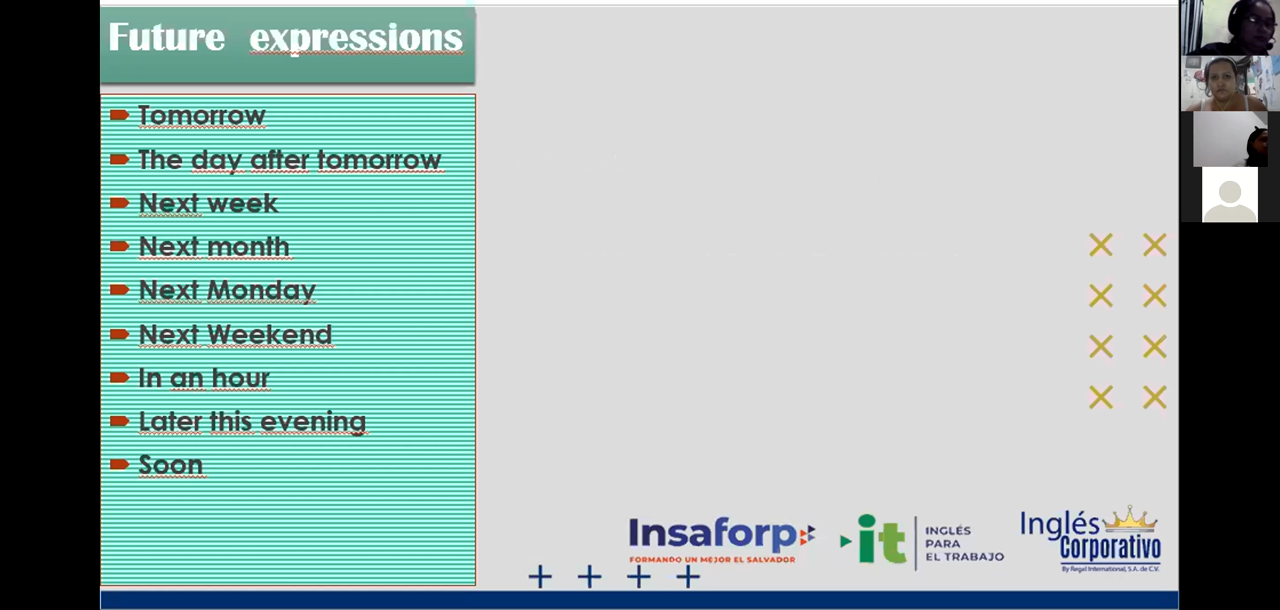 Future expressions
Tomorrow
The day after tomorrow
Next week
Next month
Next Monday
Next Weekend
In an hour
Later this evening
Soon
Insaforp
FORMANDO UN MEJOR EL SALVADOR
it
INGLÉS
PARA
EL TRABAJO
Inglés
Corporativo
By Regal International, S.A. de C.V.